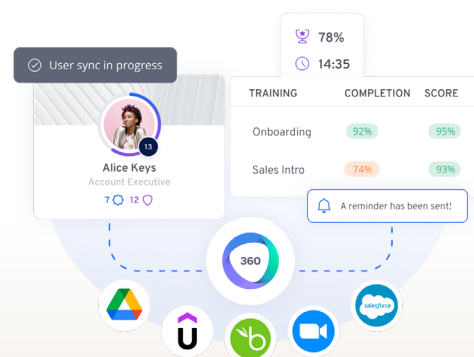 78%
14:35
User sync in progress
13
Alice Keys
Account Executive
7 12
TRAINING COMPLETION SCORE
Onboarding 92% 95%
Sales Intro 74% 93%
A reminder has been sent!
360
salesforce